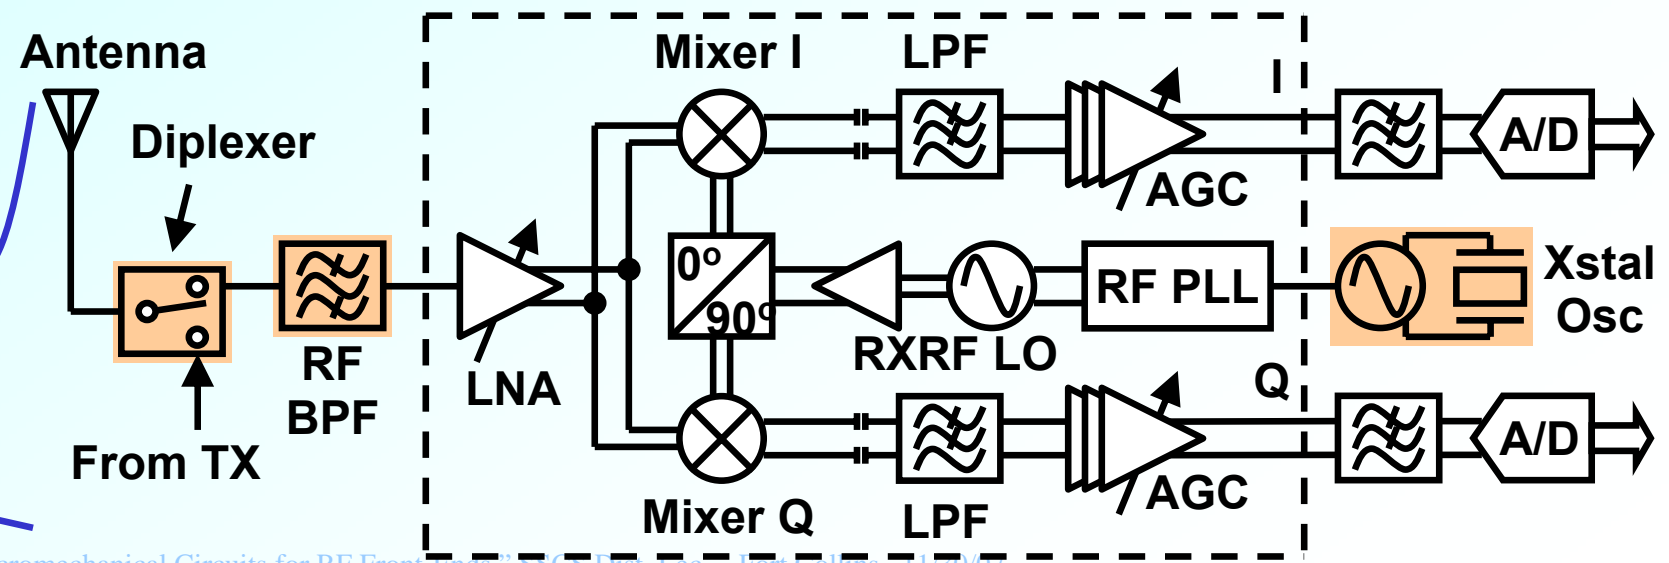 Antenna
Mixer I
LPF
I
Diplexer
A/D
AGC
0°
90°
RF PLL
Xstal
Osc
RXRF LO
RF
BPF
LNA
Q
From TX
A/D
AGC
Mixer Q
LPF